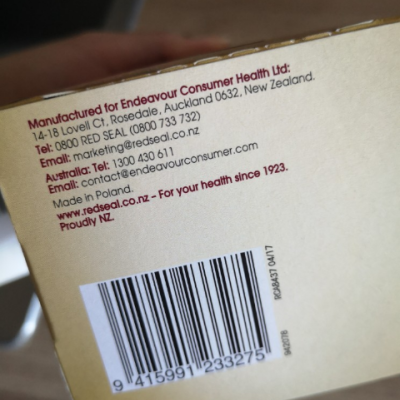 Manufactured for Endeavour Consumer Health Ltd:
14-18 Lovell Ct, Rosedale, Auckland 0632, New Zealand.
Tel: 0800 RED SEAL (0800 733 732)
Email: marketing@redseal.co.nz
Australia: Tel: 1300 430 611
Email: contact@endeavourconsumer.com
Made in Poland.
www.redseal.co.nz – For your health since 1923.
Proudly NZ.
9 415991 233275
RCAB437 04/17
942078